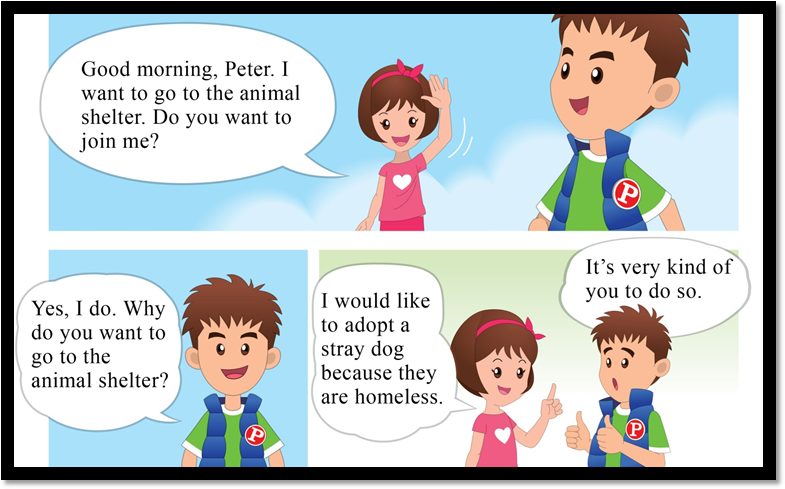 Good morning, Peter. I
want to go to the animal
shelter. Do you want to
join me?
P
Yes, I do. Why
do you want to
go to the
animal shelter?
P
I would like
to adopt a
stray dog
because they
are homeless.
It's very kind of
you to do so.
P